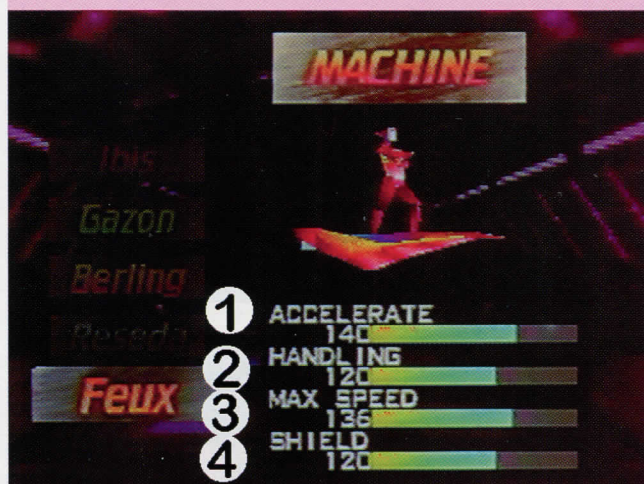 MACHINE
Ibis
Gazon
Berling
Reseda
Feux
1 ACCELERATE
140
2 HANDLING
120
3 MAX SPEED
136
4 SHIELD
120